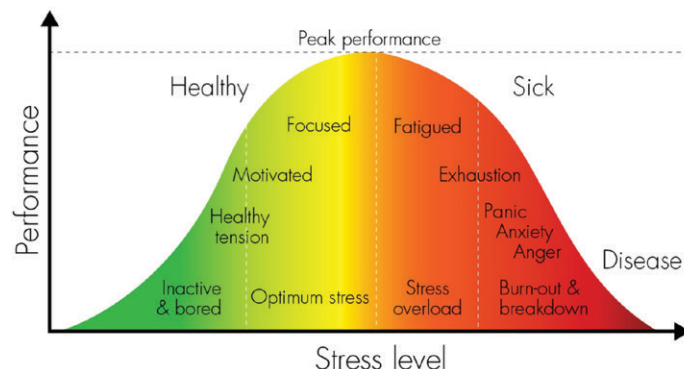 Peak performance
Healthy
Sick
Focused
Fatigued
Motivated
Exhaustion
Healthy
tension
Panic
Anxiety
Anger
Disease
Inactive
& bored
Optimum stress
Stress
overload
Burn-out &
breakdown
Performance
Stress level